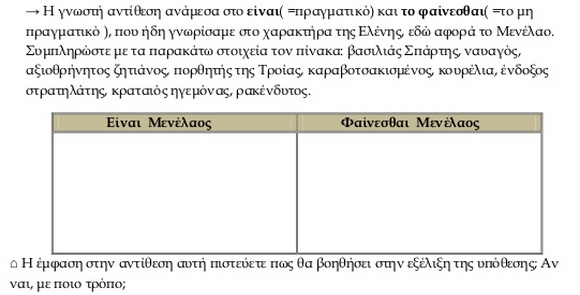 → Η γνωστή αντίθεση ανάμεσα στο είναι( =πραγματικό) και το φαίνεσθαι( =το μη
πραγματικό ), που ήδη γνωρίσαμε στο χαρακτήρα της Ελένης, εδώ αφορά το Μενέλαο.
Συμπληρώστε με τα παρακάτω στοιχεία τον πίνακα: βασιλιάς Σπάρτης, ναυαγός,
αξιοθρήνητος ζητιάνος, πορθητής της Τροίας, καραβοτσακισμένος, κουρέλια, ένδοξος
στρατηλάτης, κραταιός ηγεμόνας, ρακένδυτος.
Είναι Μενέλαος
Φαίνεσθαι Μενέλαος
⌂ Η έμφαση στην αντίθεση αυτή πιστεύετε πως θα βοηθήσει στην εξέλιξη της υπόθεσης; Αν
ναι, με ποιο τρόπο;